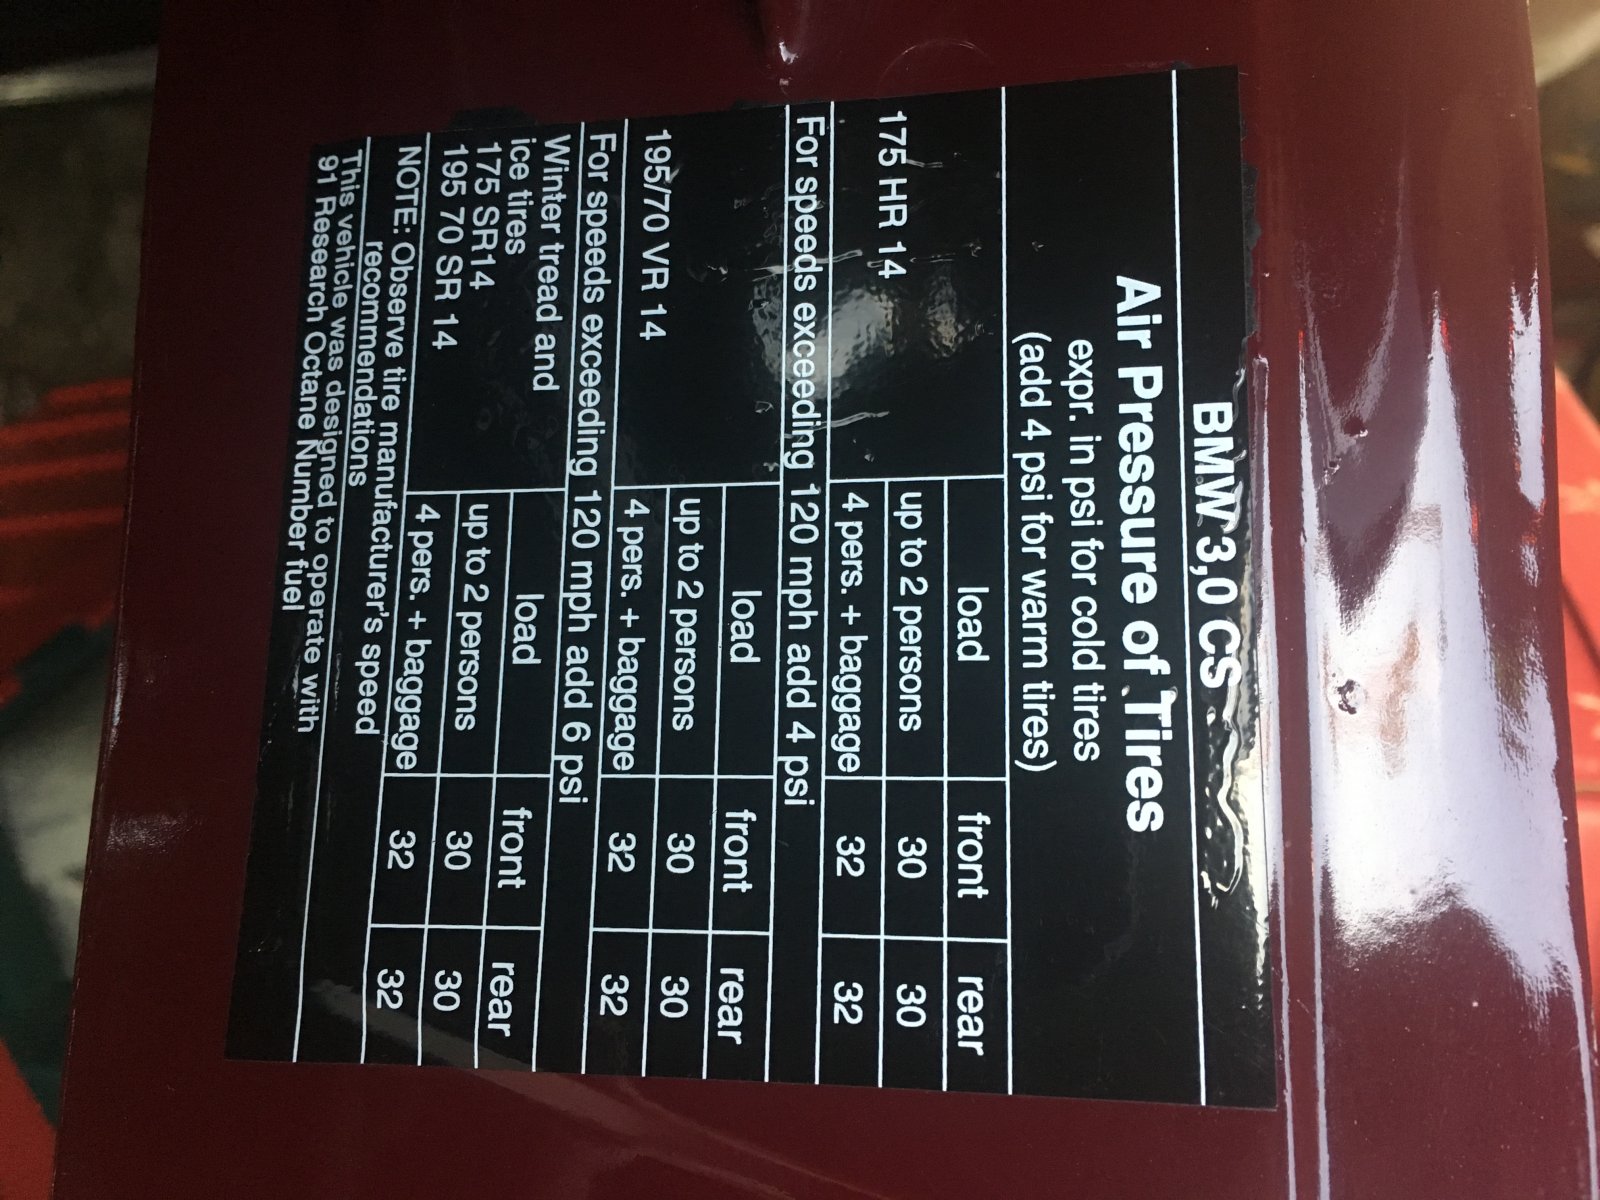 BMW 3,0 CS
Air Pressure of Tires
expr. in psi for cold tires
(add 4 psi for warm tires)
load front rear
175 HR 14 up to 2 persons 30 30
4 pers. + baggage 32 32
For speeds exceeding 120 mph add 4 psi
load front rear
195/70 VR 14 up to 2 persons 30 30
4 pers. + baggage 32 32
For speeds exceeding 120 mph add 6 psi
Winter tread and load front rear
ice tires
175 SR14 up to 2 persons 30 30
195 70 SR 14 4 pers. + baggage 32 32
NOTE: Observe tire manufacturer's speed
recommendations
This vehicle was designed to operate with
91 Research Octane Number fuel